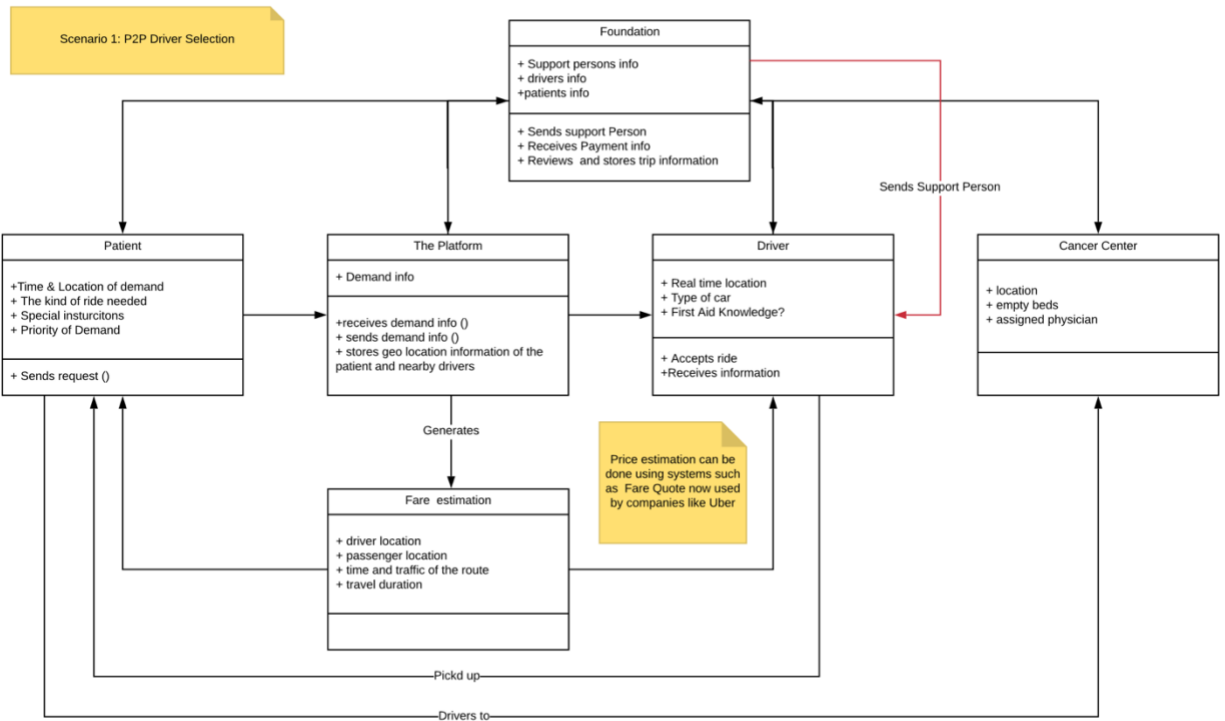 Scenario 1: P2P Driver Selection
Foundation
+ Support persons info
+ drivers info
+patients info
+ Sends support Person
+ Receives Payment info
+ Reviews and stores trip information
Sends Support Person
Patient
+Time & Location of demand
+ The kind of ride needed
+ Special insturcitons
+ Priority of Demand
+ Sends request ()
The Platform
+ Demand info
+receives demand info ()
+ sends demand info ()
+ stores geo location information of the
patient and nearby drivers
Driver
+ Real time location
+ Type of car
+ First Aid Knowledge?
+ Accepts ride
+Receives information
Cancer Center
+ location
+ empty beds
+ assigned physician
Generates
Price estimation can be
done using systems such
as Fare Quote now used
by companies like Uber
Fare estimation
+ driver location
+ passenger location
+ time and traffic of the route
+ travel duration
Pickd up
Drivers to